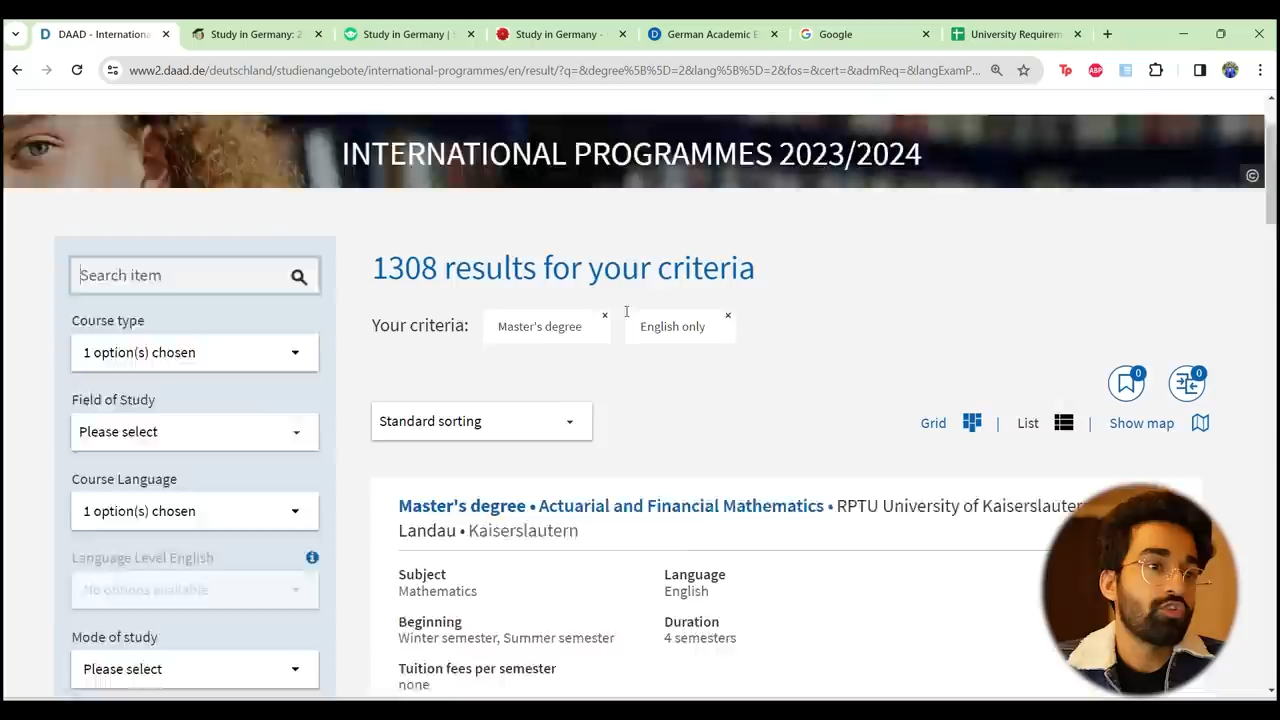 DAAD - Internationa
Study in Germany: 2
Study in Germany |
Study in Germany -
German Academic E
Google
University Requirem
www2.daad.de/deutschland/studienangebote/international-programmes/en/result/?q=&degree%5B%5D=2&lang%5B%5D=2&fos=&cert=&admReq=&langExamP...
Tp
ABP
INTERNATIONAL PROGRAMMES 2023/2024
©
Search item
1308 results for your criteria
Course type
Your criteria:
Master's degree
×
English only
×
1 option(s) chosen
0
0
Field of Study
Please select
Standard sorting
Grid
|
List
|
Show map
Course Language
1 option(s) chosen
Master's degree • Actuarial and Financial Mathematics • RPTU University of Kaiserslauter
Landau • Kaiserslautern
Language Level English
No options available
Subject
Mathematics
Language
English
Beginning
Winter semester, Summer semester
Duration
4 semesters
Mode of study
Please select
Tuition fees per semester
none